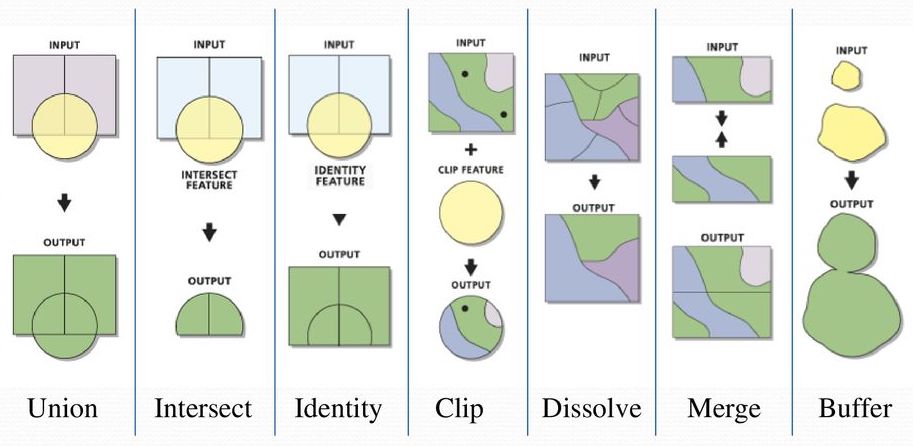 INPUT
OUTPUT
Union
INPUT
INTERSECT
FEATURE
OUTPUT
Intersect
INPUT
IDENTITY
FEATURE
OUTPUT
Identity
INPUT
+
CLIP FEATURE
OUTPUT
Clip
INPUT
OUTPUT
Dissolve
INPUT
OUTPUT
Merge
INPUT
OUTPUT
Buffer